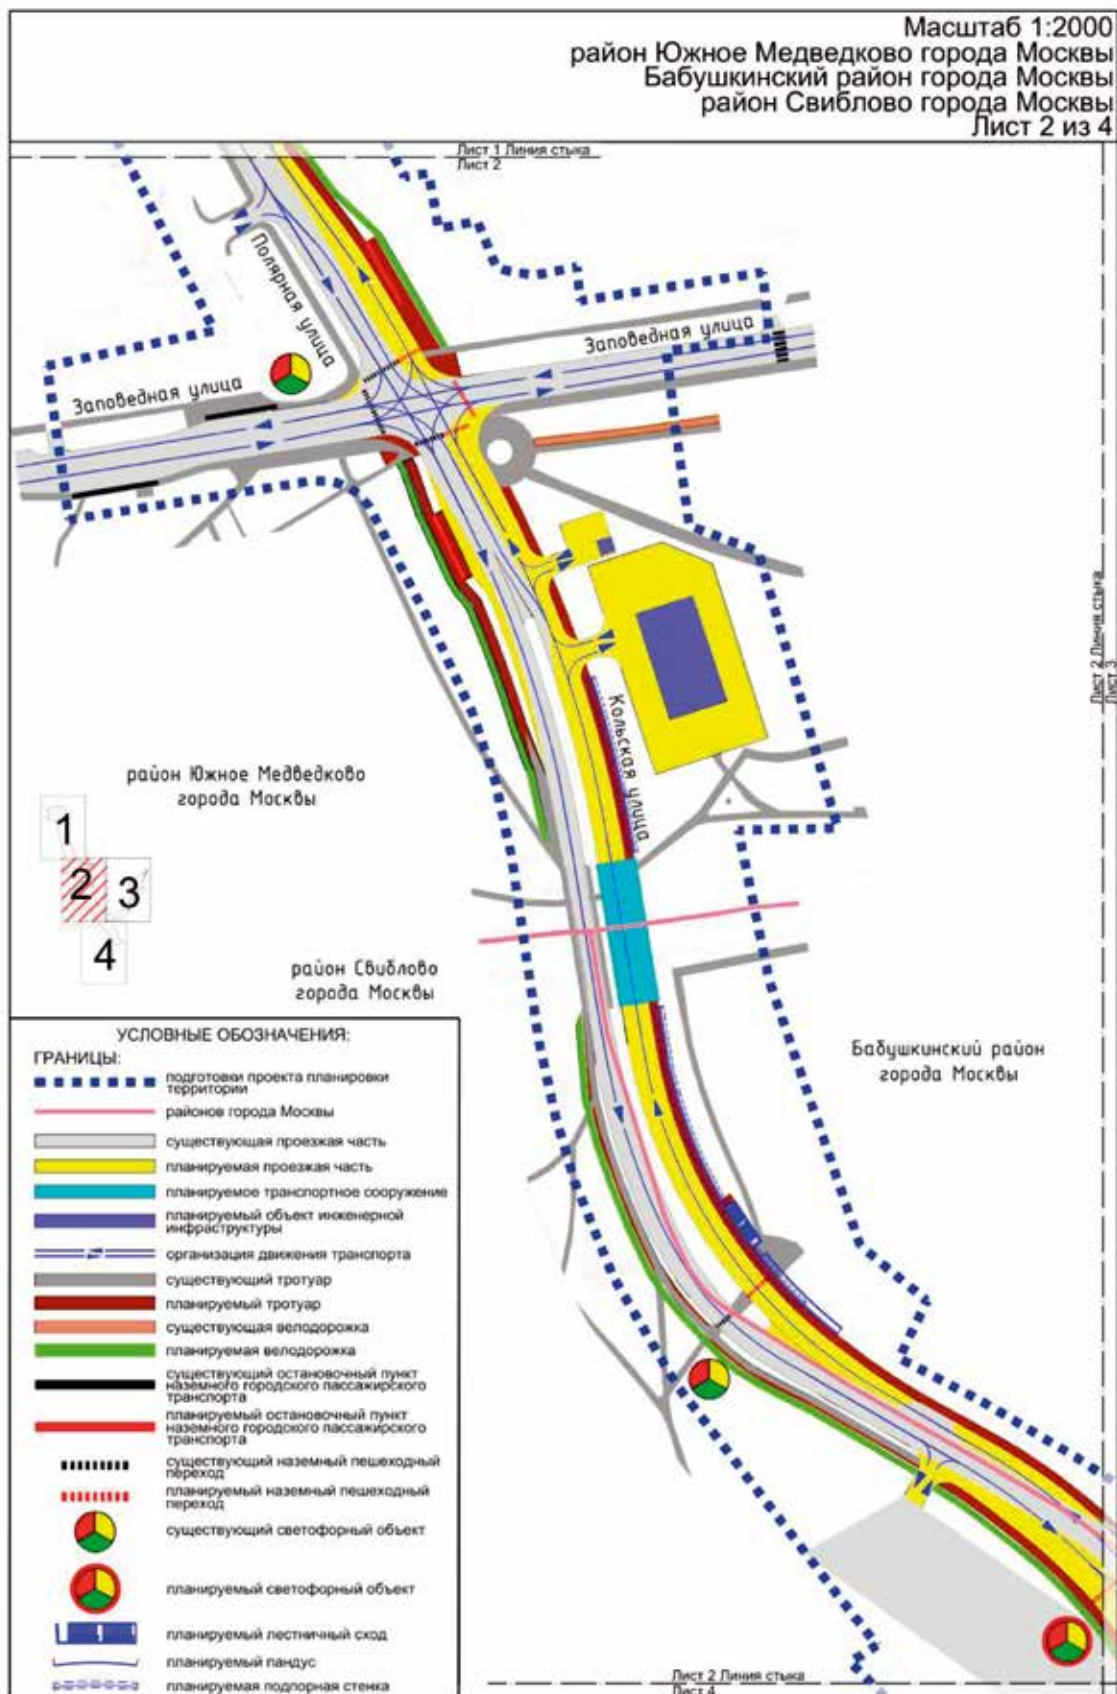 Масштаб 1:2000
район Южное Медведково города Москвы
Бабушкинский район города Москвы
район Свиблово города Москвы
Лист 2 из 4
Лист 1 Линия стыка
Лист 2
Полярная улица
Заповедная улица
Заповедная улица
Лист 2 Линия стыка
Лист 3
Кольская улица
район Южное Медведково
города Москвы
1
2
3
4
район Свиблово
города Москвы
Бабушкинский район
города Москвы
УСЛОВНЫЕ ОБОЗНАЧЕНИЯ:
ГРАНИЦЫ:
подготовки проекта планировки
территории
районов города Москвы
существующая проезжая часть
планируемая проезжая часть
планируемое транспортное сооружение
планируемый объект инженерной
инфраструктуры
организация движения транспорта
существующий тротуар
планируемый тротуар
существующая велодорожка
планируемая велодорожка
существующий остановочный пункт
наземного городского пассажирского
транспорта
планируемый остановочный пункт
наземного городского пассажирского
транспорта
существующий наземный пешеходный
переход
планируемый наземный пешеходный
переход
существующий светофорный объект
планируемый светофорный объект
планируемый лестничный сход
планируемый пандус
планируемая подпорная стенка
Лист 2 Линия стыка
Лист 4